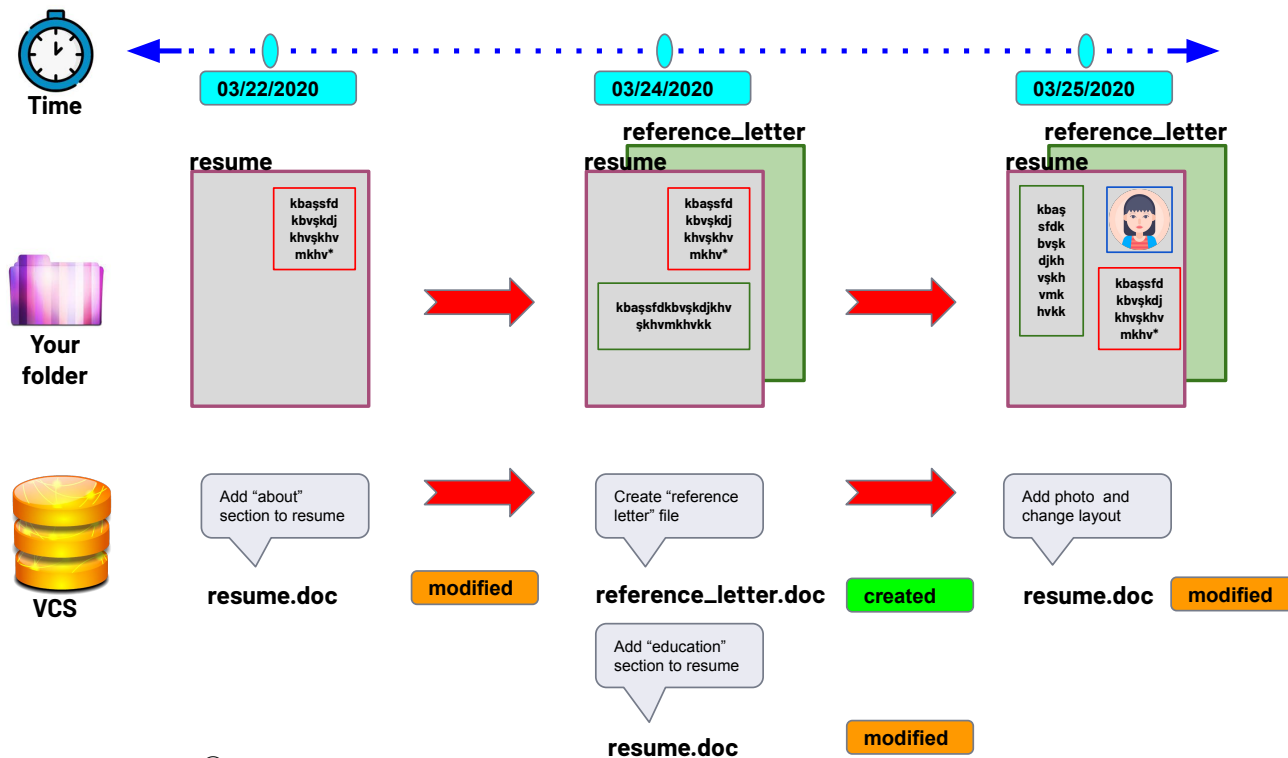 Time
03/22/2020
03/24/2020
03/25/2020
resume
reference_letter
resume
reference_letter
resume
kbaşsfd
kbvşkdj
khvşkhv
mkhv*
kbaşsfd
kbvşkdj
khvşkhv
mkhv*
kbaşsfdkbvşkdjkhv
şkhvmkhvkk
kbaş
sfdk
bvşk
djkh
vşkh
vmk
hvkk
kbaşsfd
kbvşkdj
khvşkhv
mkhv*
Your
folder
VCS
Add “about”
section to resume
resume.doc
modified
Create “reference
letter” file
reference_letter.doc
created
Add “education”
section to resume
resume.doc
modified
Add photo and
change layout
resume.doc
modified